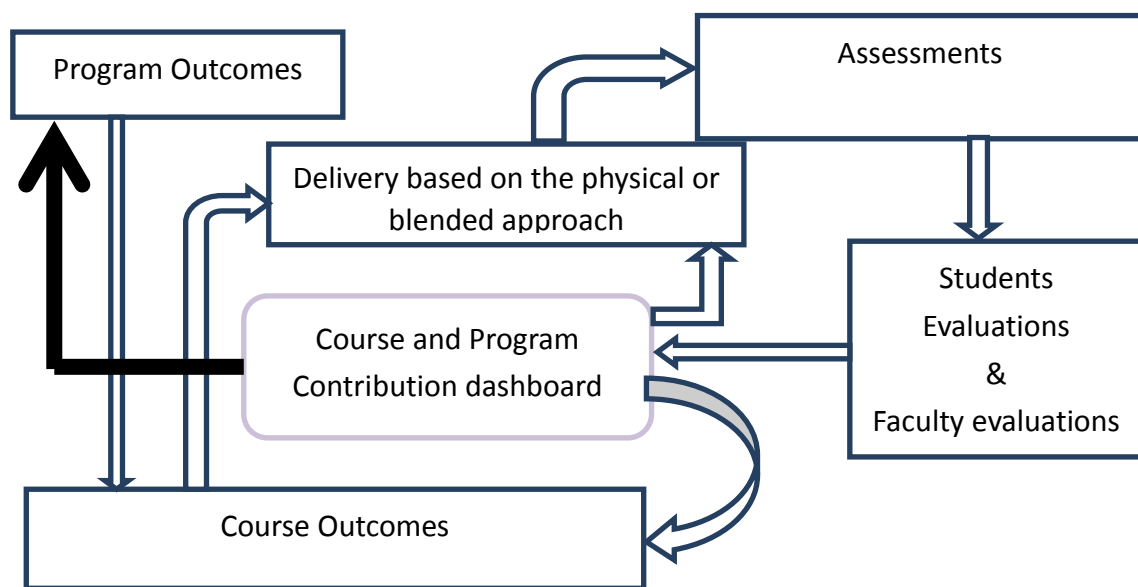 Program Outcomes
Assessments
Delivery based on the physical or
blended approach
Students
Evaluations
&
Faculty evaluations
Course and Program
Contribution dashboard
Course Outcomes